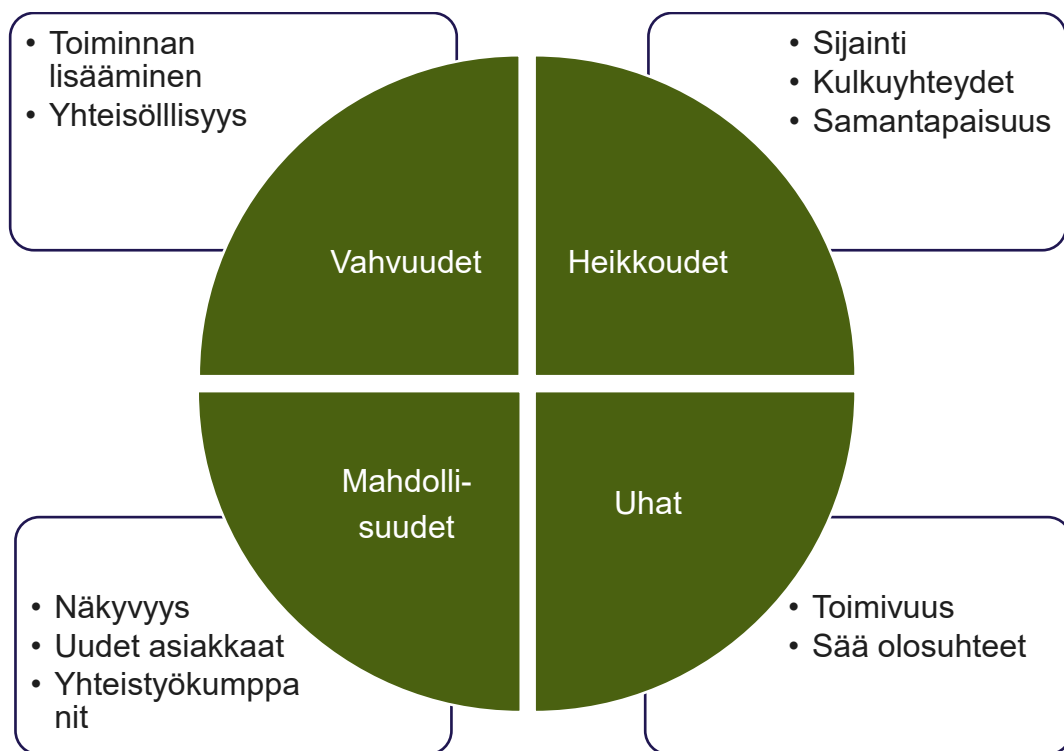 • Toiminnan
lisääminen
• Yhteisölllisyys
• Sijainti
• Kulkuyhteydet
• Samantapaisuus
Vahvuudet
Heikkoudet
Mahdolli-
suudet
Uhat
• Näkyvyys
• Uudet asiakkaat
• Yhteistyökumppa
nit
• Toimivuus
• Sää olosuhteet